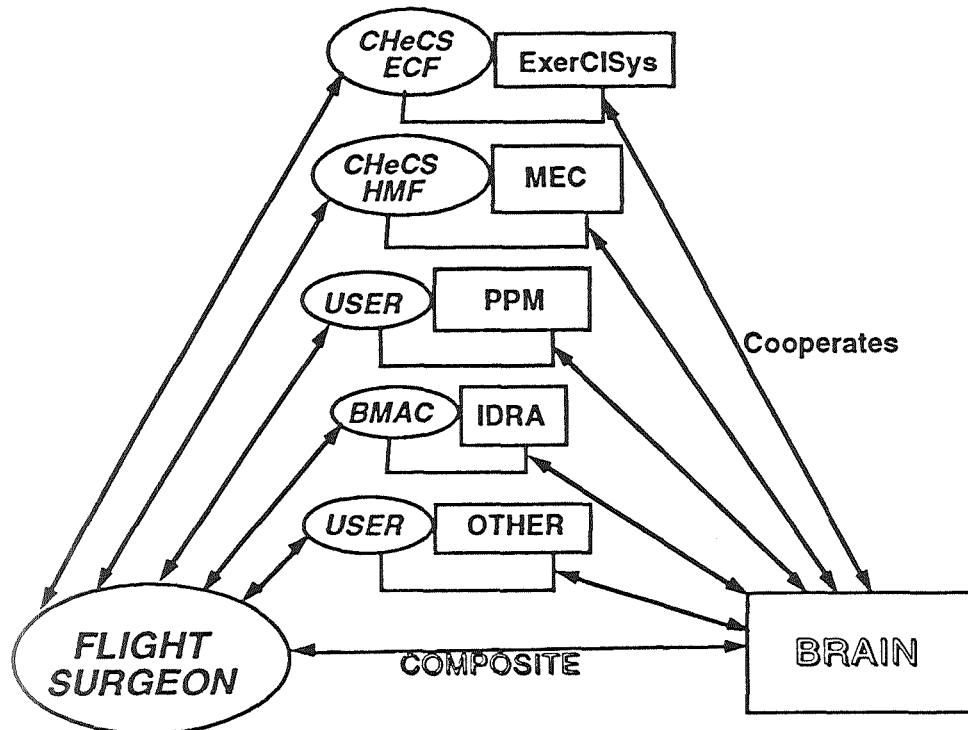 CHeCS
ECF
ExerCISys
CHeCS
HMF
MEC
USER
PPM
Cooperates
BMAC
IDRA
USER
OTHER
FLIGHT
SURGEON
COMPOSITE
BRAIN